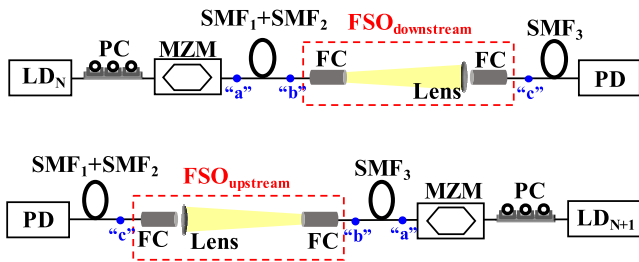 SMF₁+SMF₂ FSOdownstream SMF₃
PC MZM FC FC
LDN "a" "b" Lens "c" PD
SMF₁+SMF₂ FSOupstream SMF₃ MZM PC
PD "c" FC Lens FC "b" "a" LDN+1